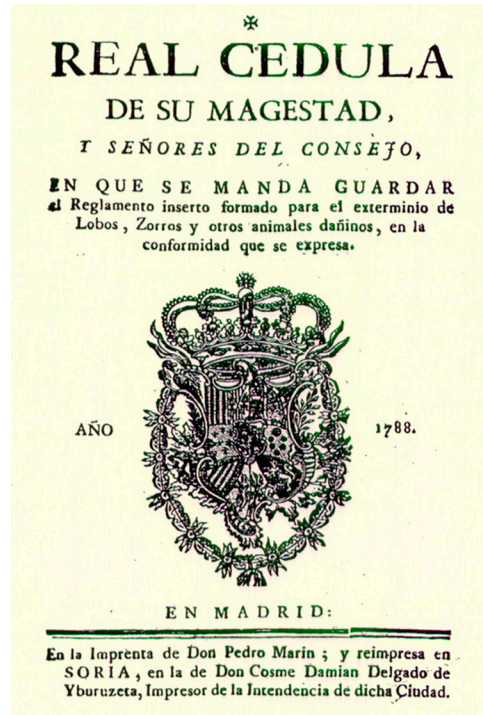 REAL CEDULA
DE SU MAGESTAD,
Y SEÑORES DEL CONSEJO,
EN QUE SE MANDA GUARDAR
el Reglamento inserto formado para el exterminio de
Lobos, Zorros y otros animales dañinos, en la
conformidad que se expresa.
AÑO 1788.
EN MADRID:
En la Imprenta de Don Pedro Marin; y reimpresa en
SORIA, en la de Don Cosme Damian Delgado de
Yburuzeta, Impresor de la Intendencia de dicha Ciudad.